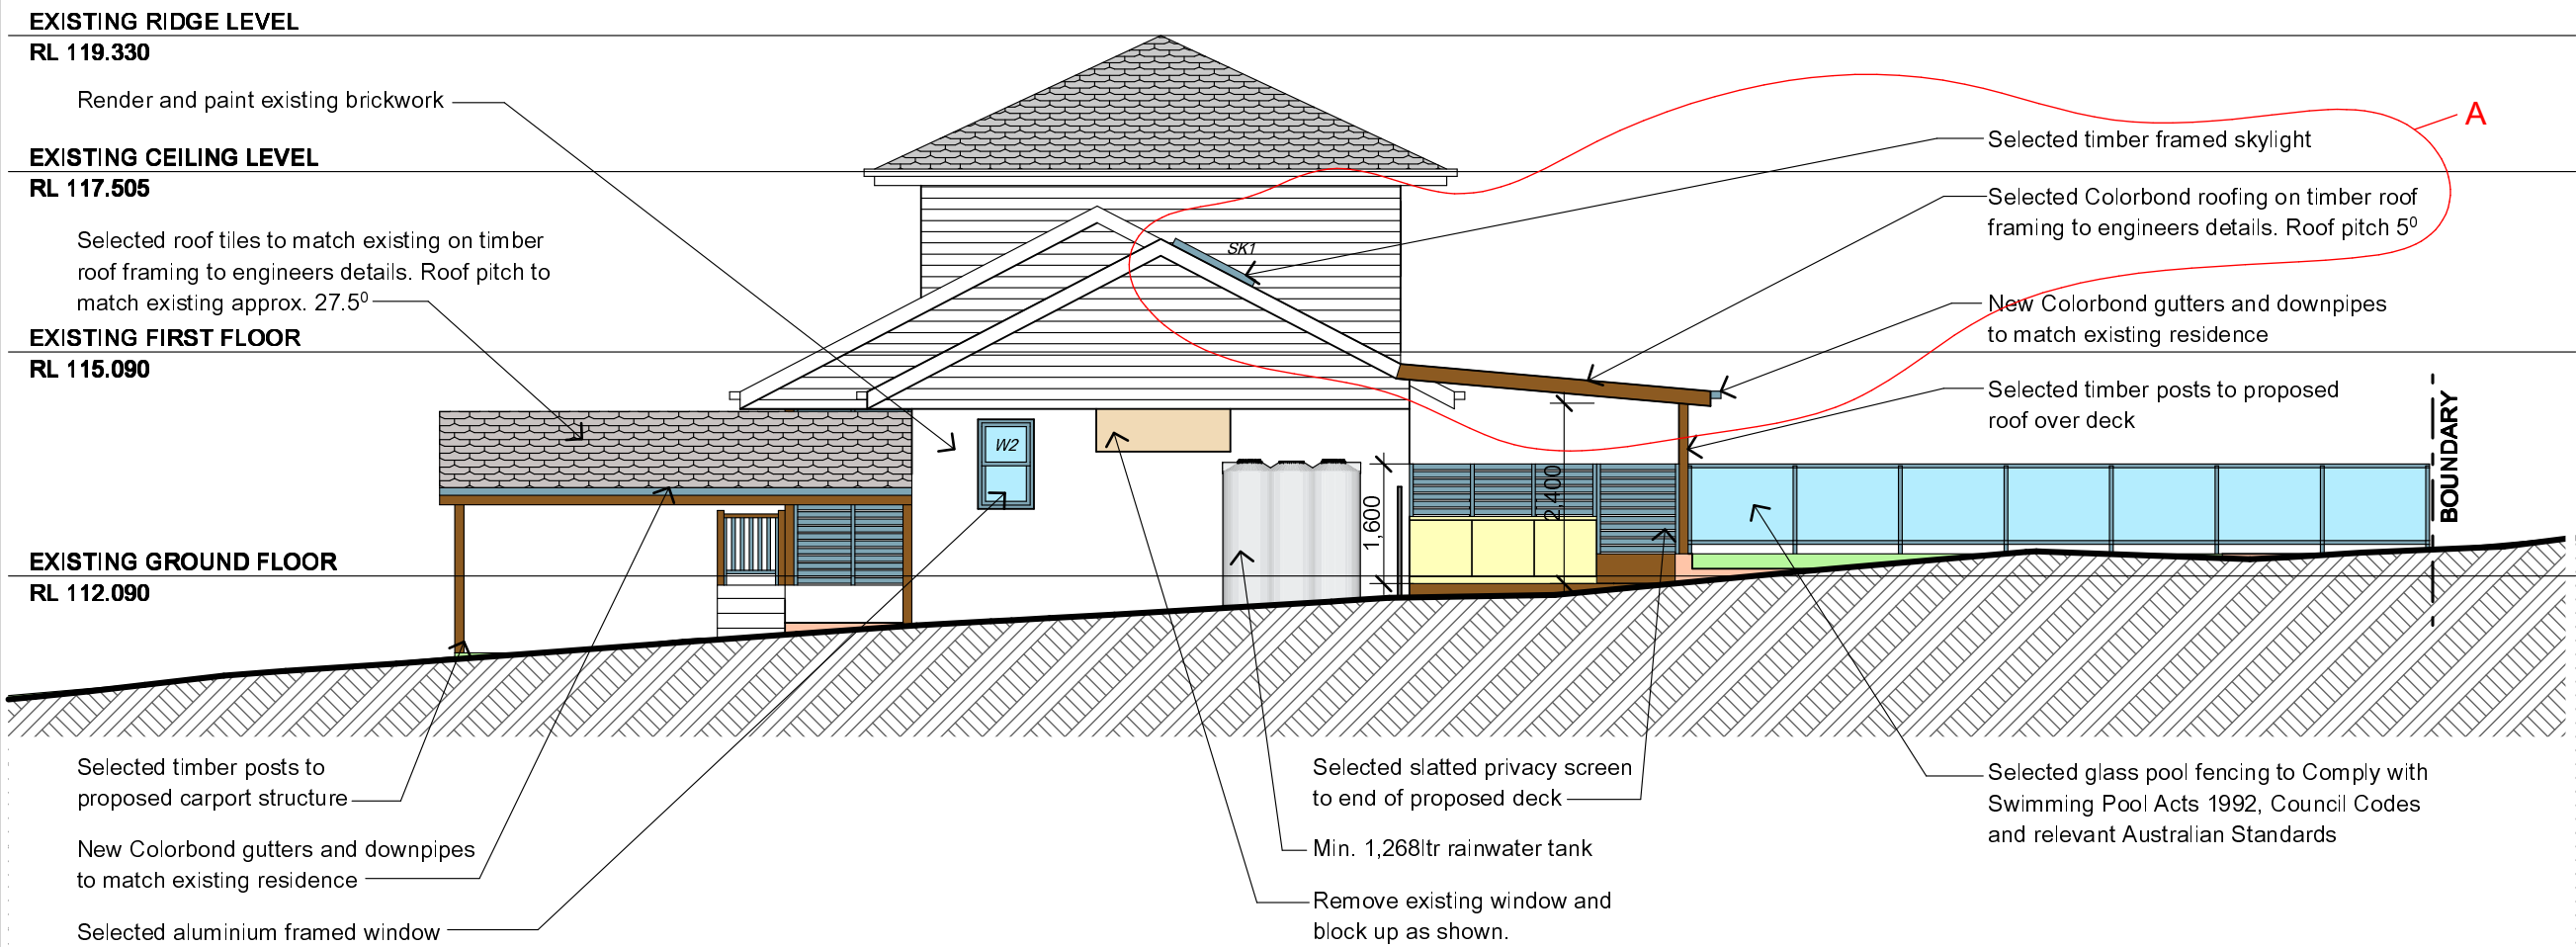 EXISTING RIDGE LEVEL
RL 119.330
Render and paint existing brickwork
EXISTING CEILING LEVEL
RL 117.505
Selected roof tiles to match existing on timber
roof framing to engineers details. Roof pitch to
match existing approx. 27.5⁰
EXISTING FIRST FLOOR
RL 115.090
EXISTING GROUND FLOOR
RL 112.090
Selected timber posts to
proposed carport structure
New Colorbond gutters and downpipes
to match existing residence
Selected aluminium framed window
SK1
W2
1,600
2,400
A
Selected timber framed skylight
Selected Colorbond roofing on timber roof
framing to engineers details. Roof pitch 5⁰
New Colorbond gutters and downpipes
to match existing residence
Selected timber posts to proposed
roof over deck
BOUNDARY
Selected slatted privacy screen
to end of proposed deck
Min. 1,268ltr rainwater tank
Remove existing window and
block up as shown.
Selected glass pool fencing to Comply with
Swimming Pool Acts 1992, Council Codes
and relevant Australian Standards